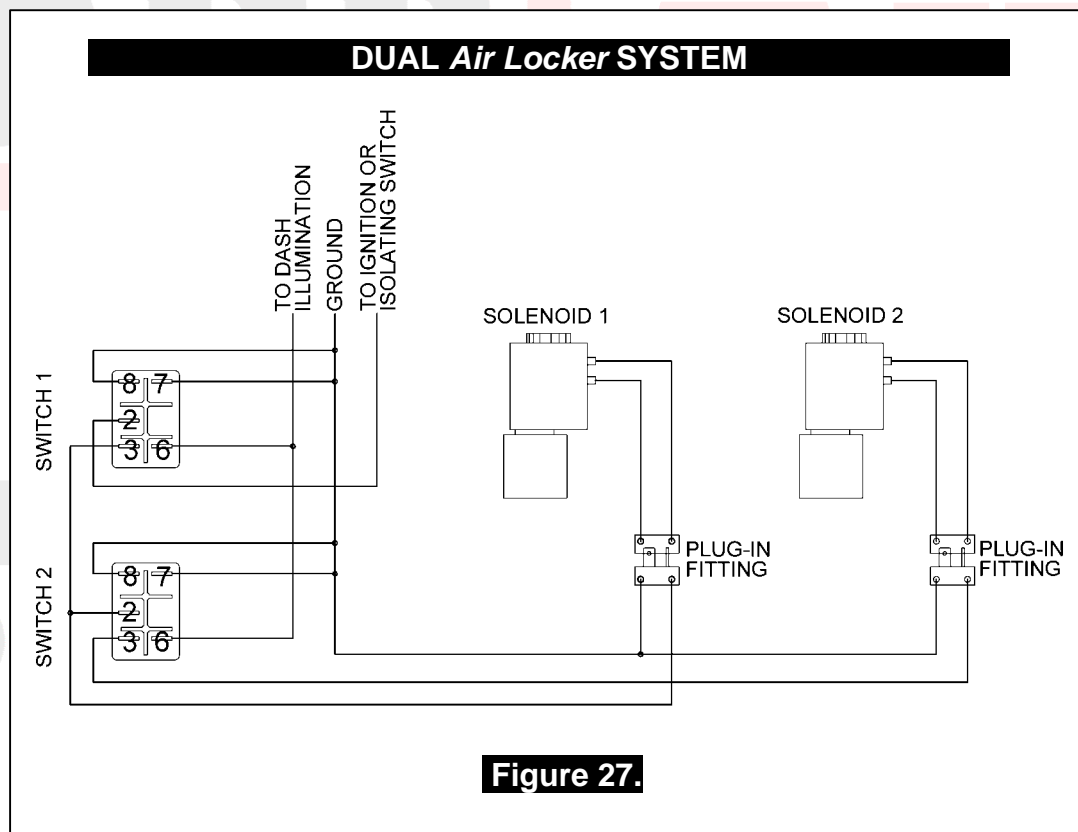 DUAL Air Locker SYSTEM
TO DASH
ILLUMINATION
GROUND
TO IGNITION OR
ISOLATING SWITCH
SOLENOID 1
SOLENOID 2
SWITCH 1
8 7
2
3 6
SWITCH 2
8 7
2
3 6
PLUG-IN
FITTING
PLUG-IN
FITTING
Figure 27.